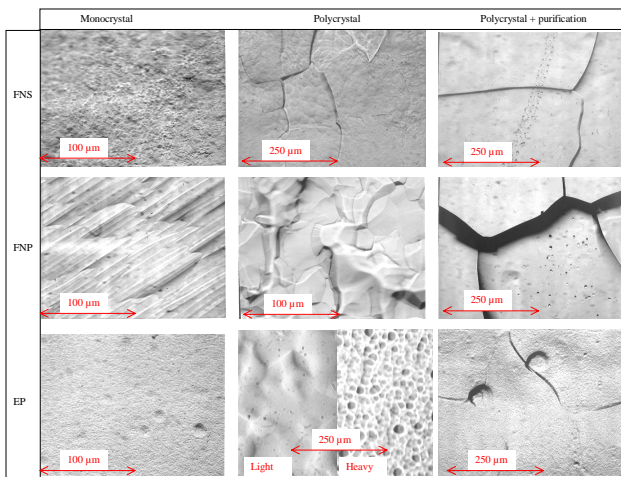 Monocrystal Polycrystal Polycrystal + purification
FNS
100 µm 250 µm 250 µm
FNP
100 µm 100 µm 250 µm
EP
250 µm
100 µm Light Heavy 250 µm